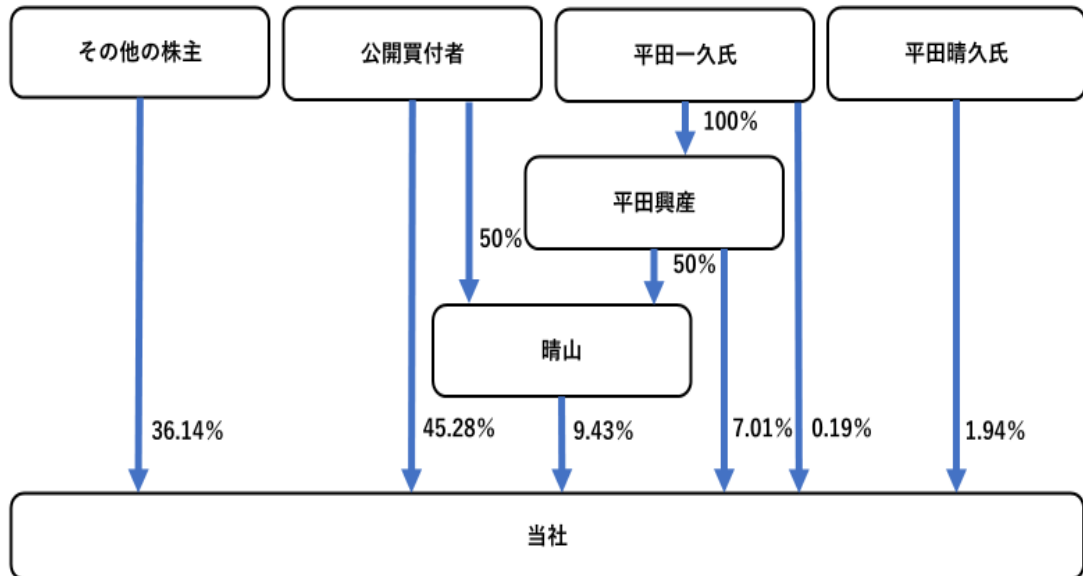 その他の株主
公開買付者
平田一久氏
平田晴久氏
100%
平田興産
50%
50%
晴山
36.14%
45.28%
9.43%
7.01%
0.19%
1.94%
当社